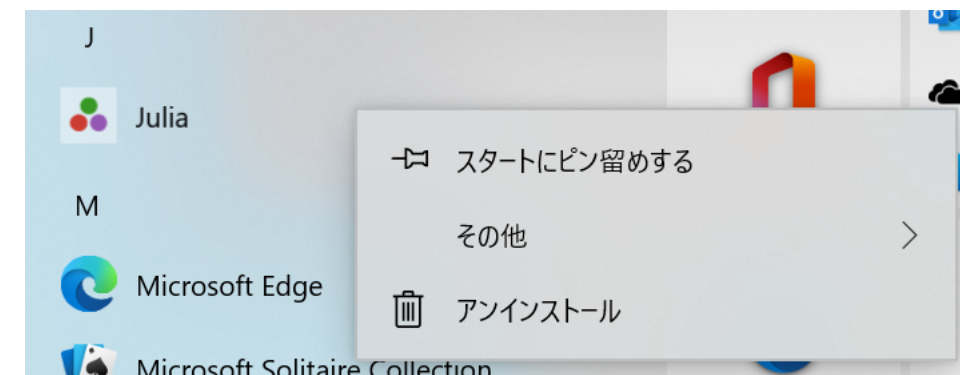 J
Julia
スタートにピン留めする
M
その他
Microsoft Edge
アンインストール
Microsoft Solitaire Collection